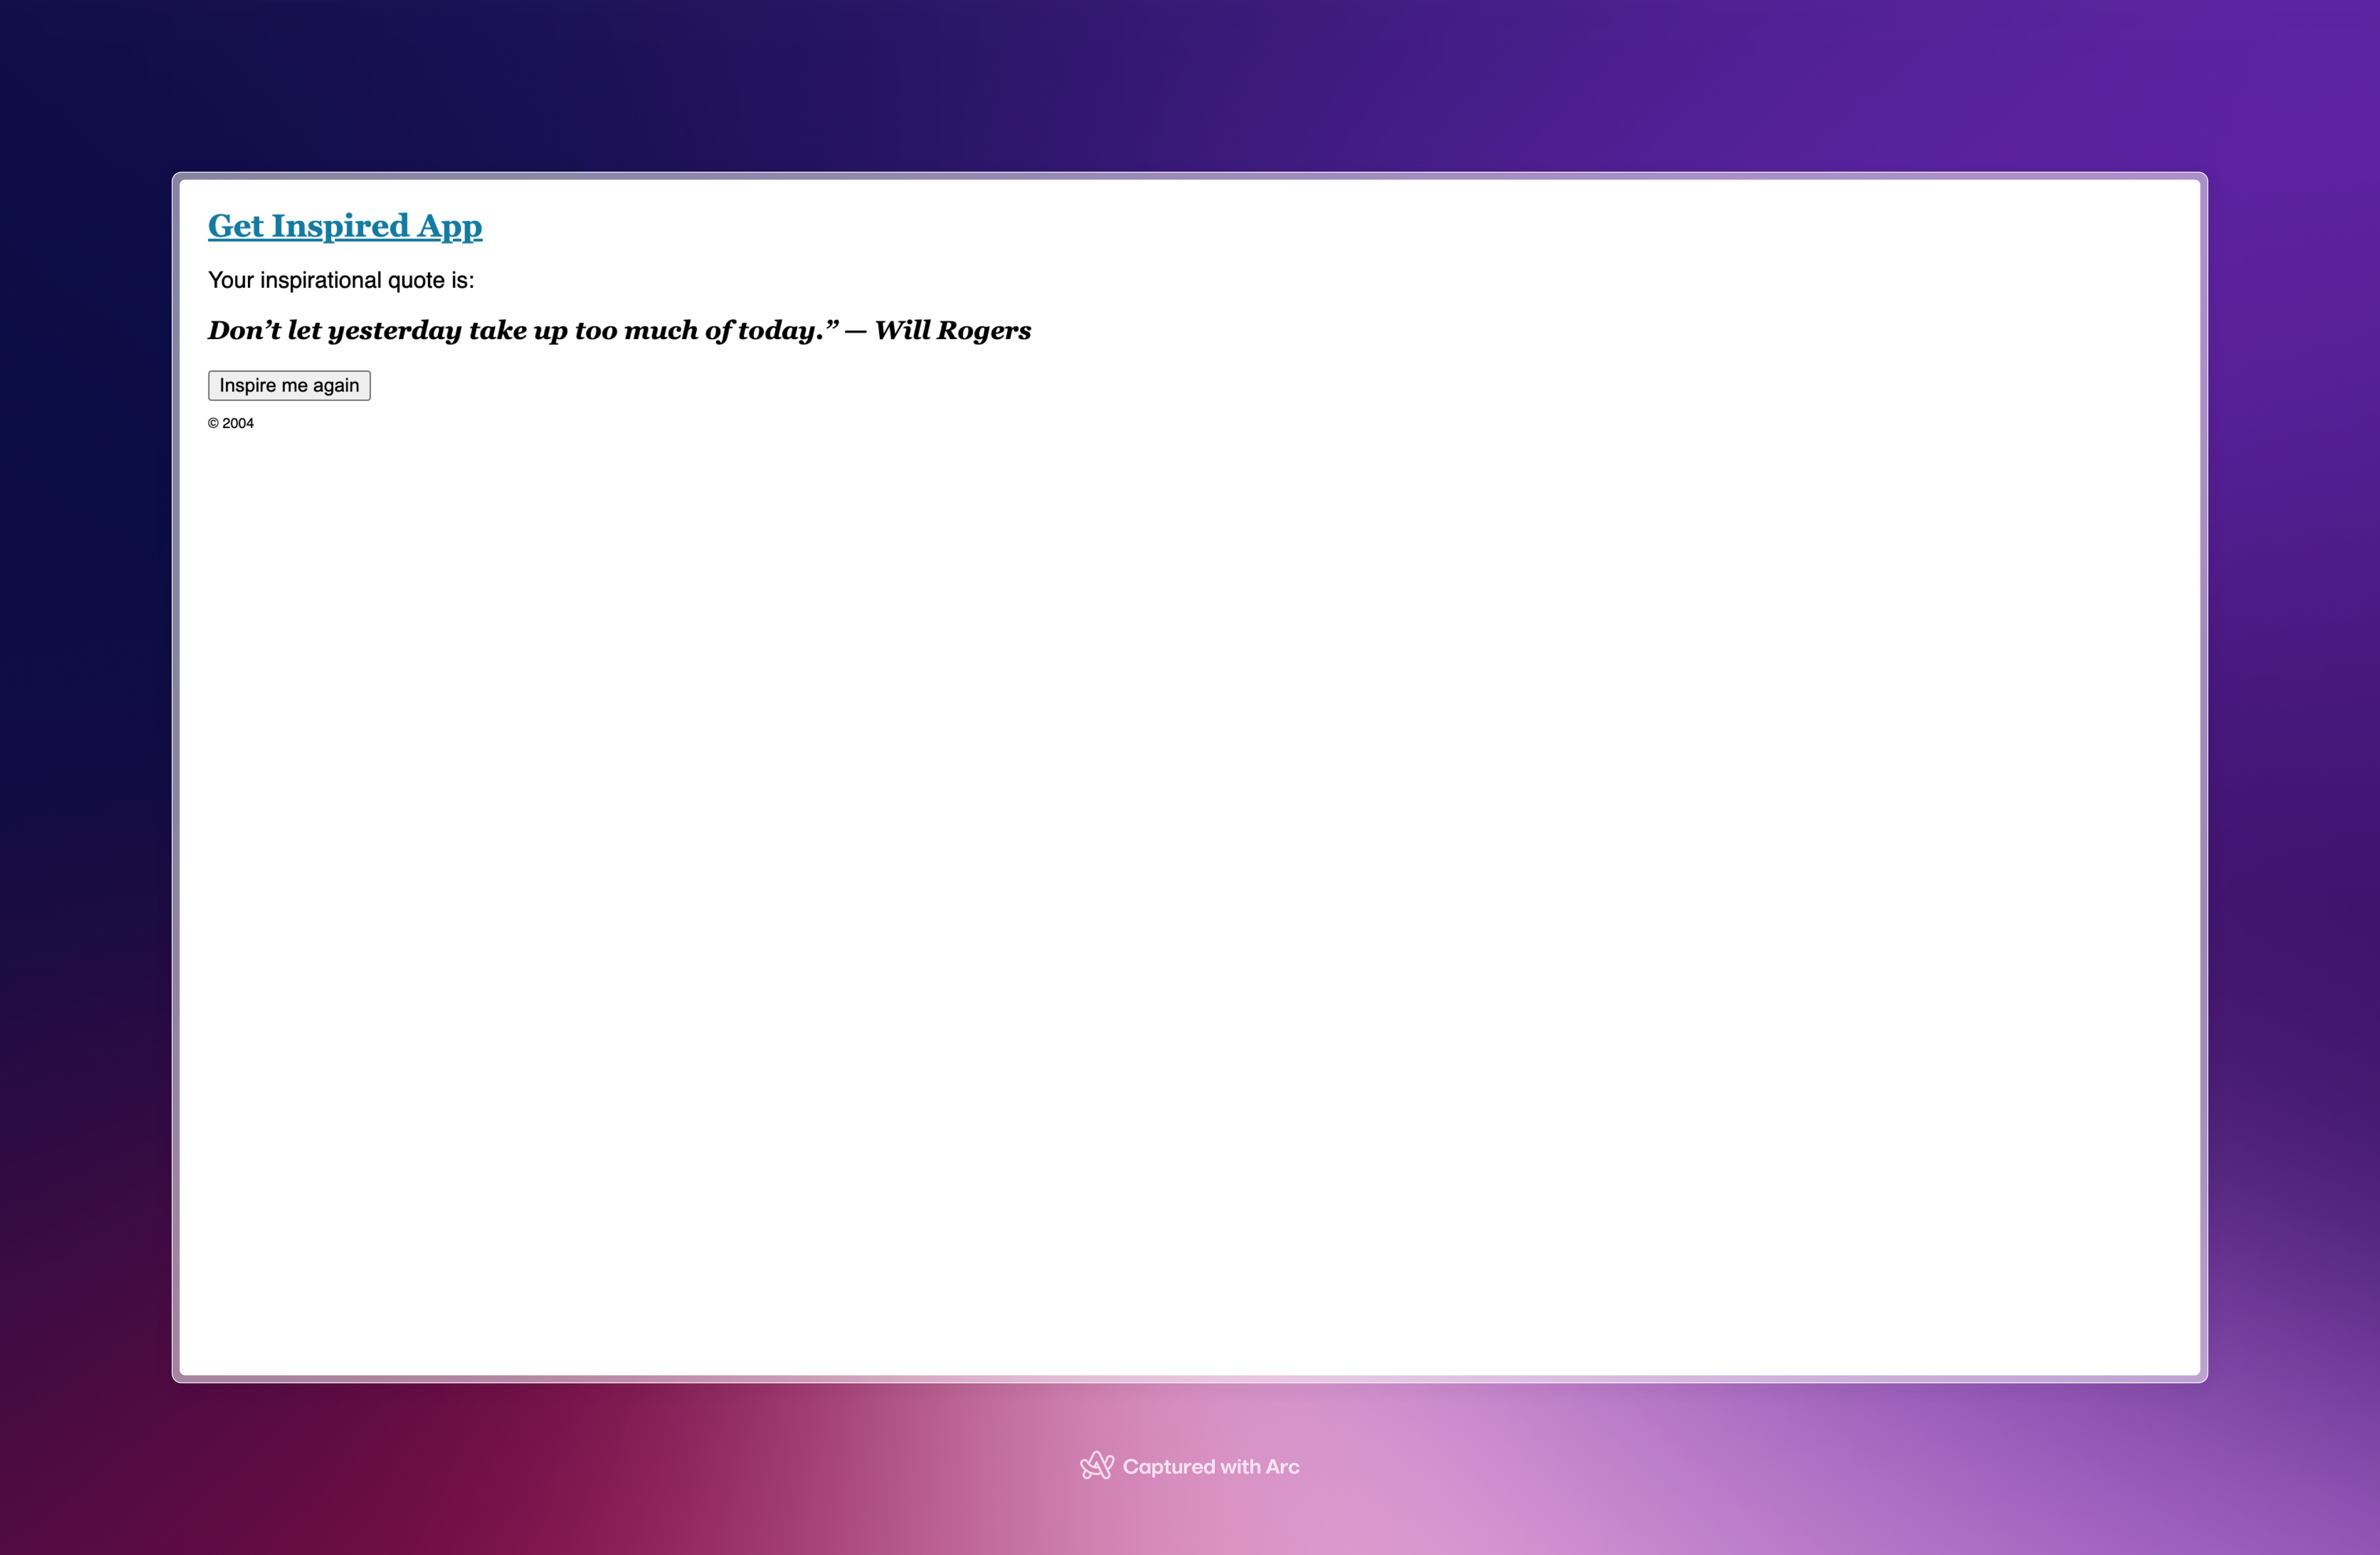 Get Inspired App
Your inspirational quote is:
Don’t let yesterday take up too much of today.” — Will Rogers
Inspire me again
© 2004
Captured with Arc